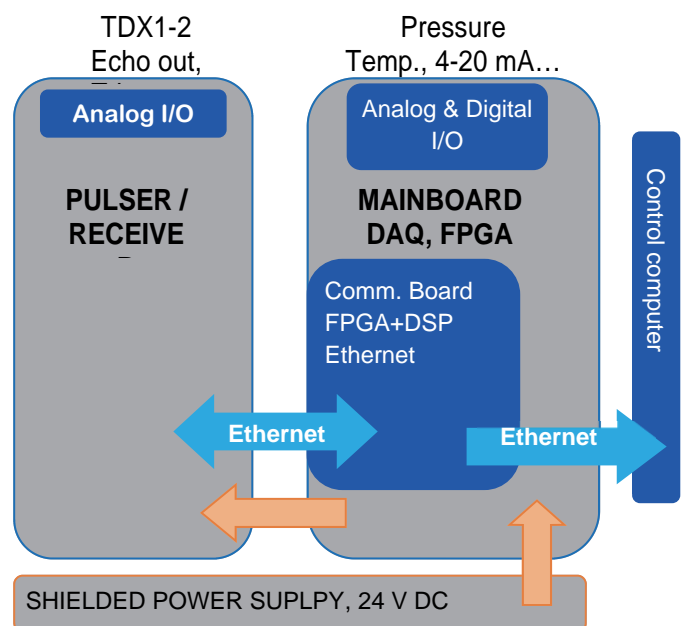 TDX1-2
Echo out,
Analog I/O
PULSER /
RECEIVE
Pressure
Temp., 4-20 mA…
Analog & Digital
I/O
MAINBOARD
DAQ, FPGA
Comm. Board
FPGA+DSP
Ethernet
Ethernet
Ethernet
Control computer
SHIELDED POWER SUPLPY, 24 V DC